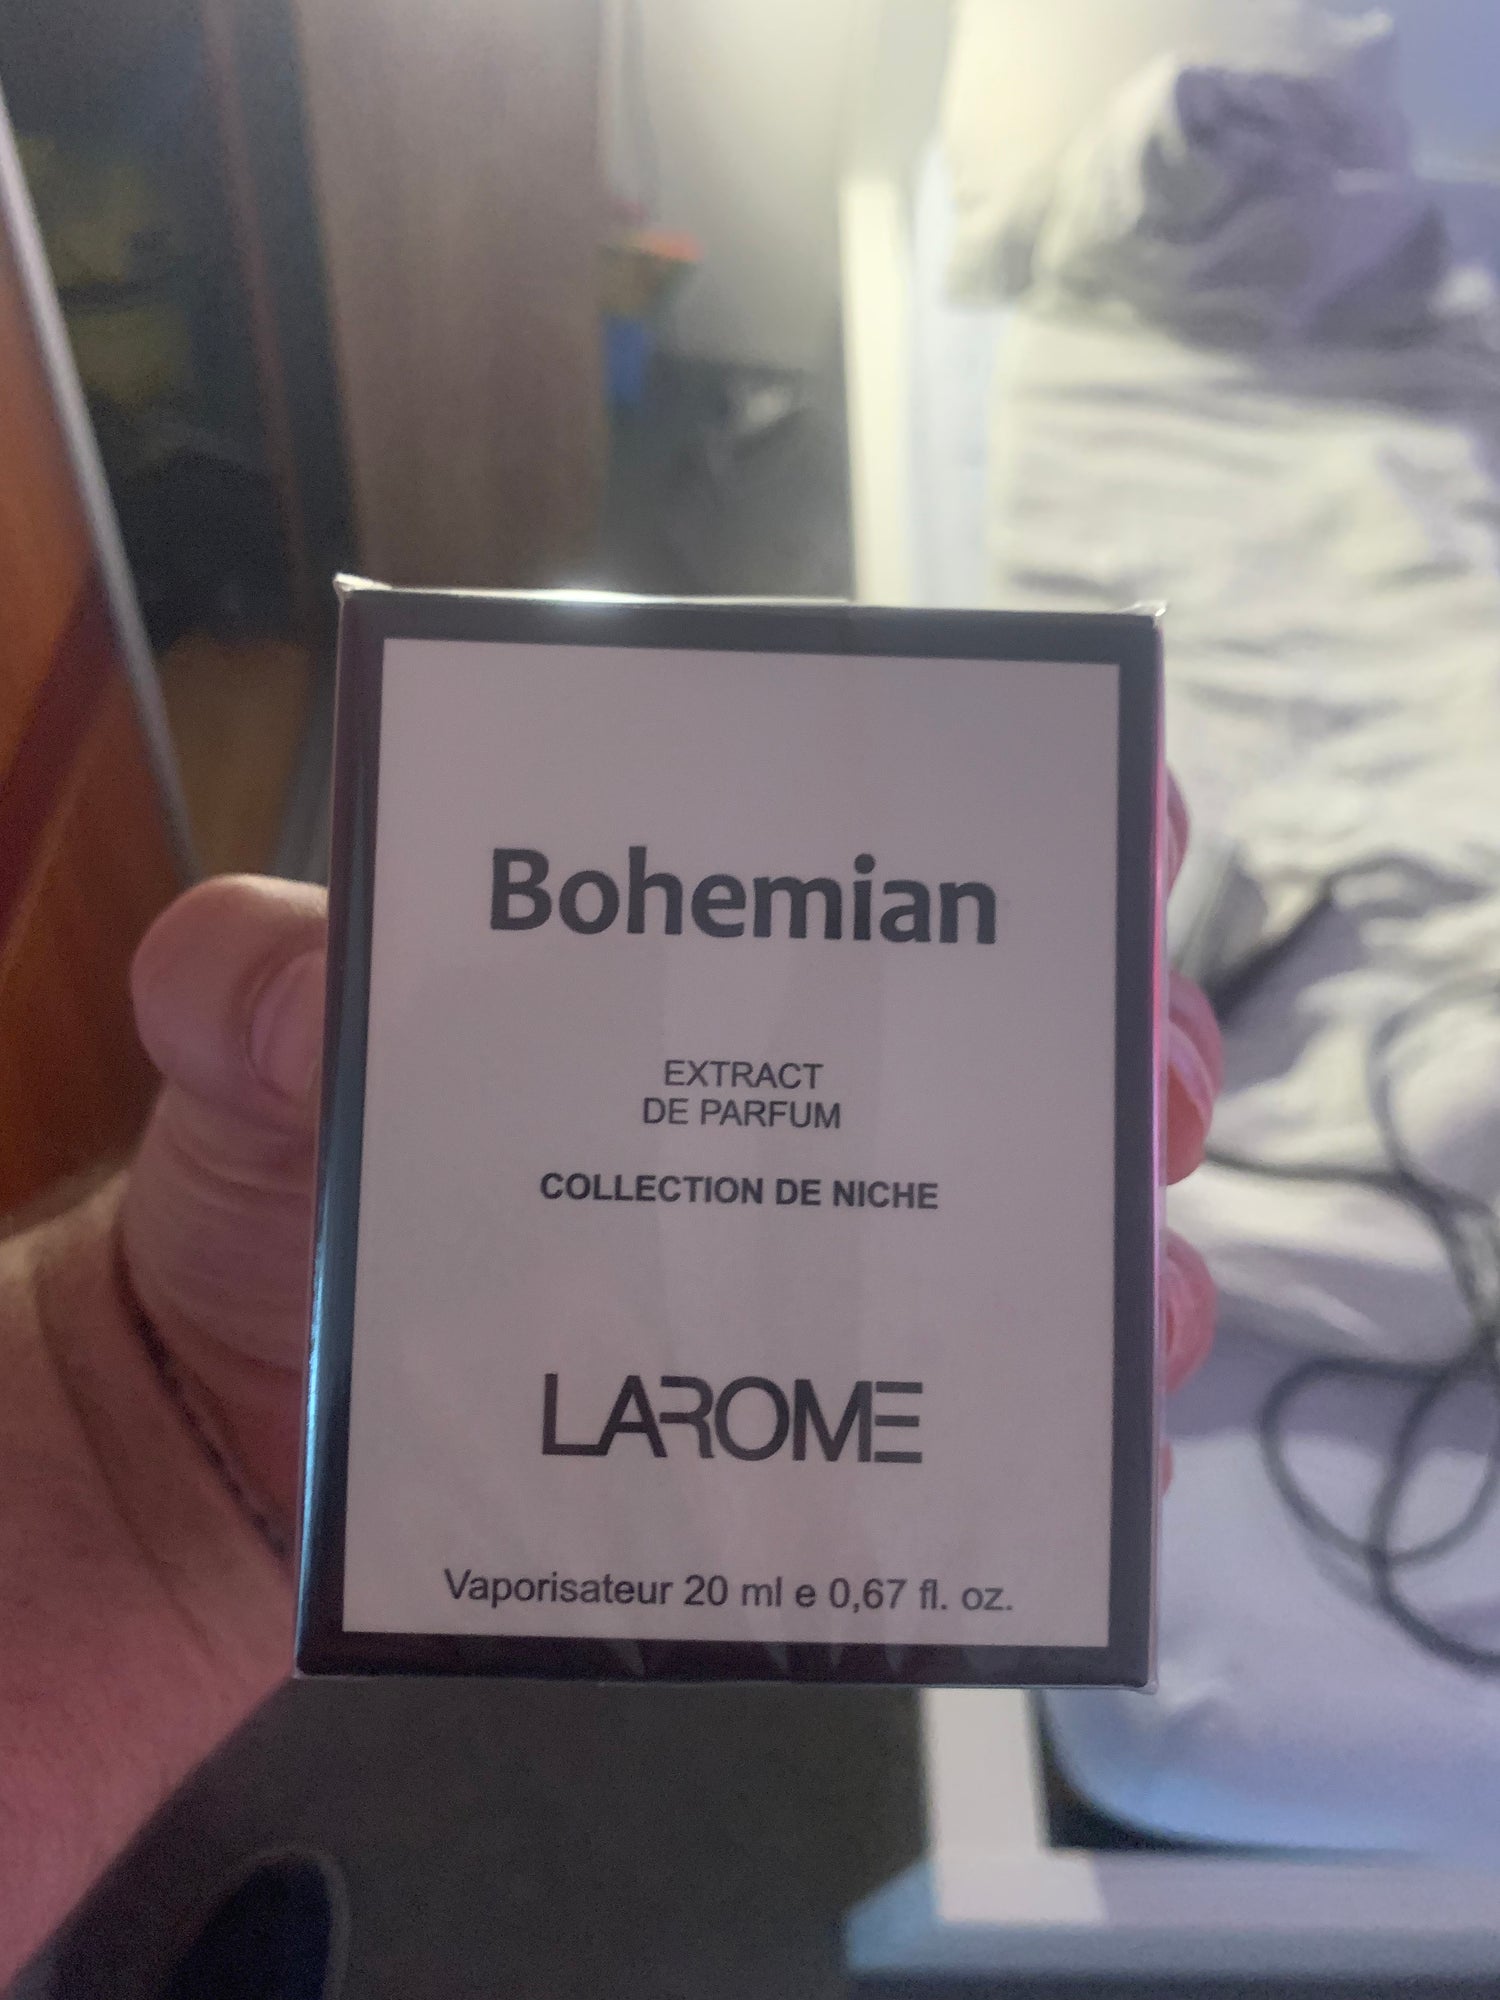 Bohemian
EXTRACT
DE PARFUM
COLLECTION DE NICHE
LAROME
Vaporisateur 20 ml e 0,67 fl. oz.